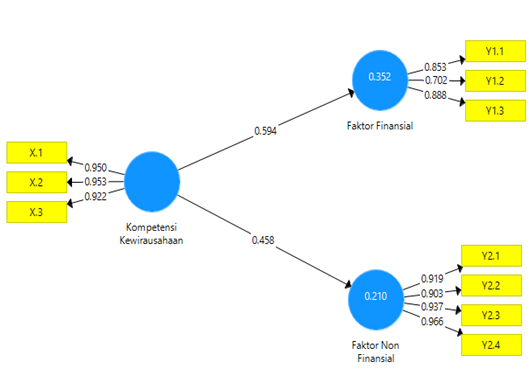 Y1.1
0.853
0.352
0.702
Y1.2
0.888
Y1.3
Faktor Finansial
0.594
X.1
0.950
X.2
0.953
0.922
X.3
Kompetensi
Kewirausahaan
0.458
Y2.1
0.919
Y2.2
0.903
0.210
0.937
Y2.3
0.966
Y2.4
Faktor Non
Finansial